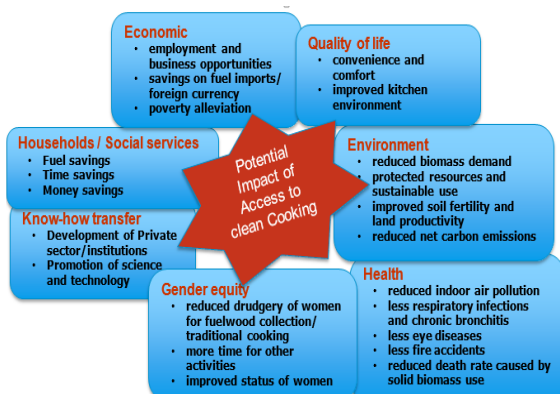 Economic
• employment and
business opportunities
• savings on fuel imports/
foreign currency
• poverty alleviation
Quality of life
• convenience and
comfort
• improved kitchen
environment
Households / Social services
• Fuel savings
• Time savings
• Money savings
Potential
Impact of
Access to
clean Cooking
Environment
• reduced biomass demand
• protected resources and
sustainable use
• improved soil fertility and
land productivity
• reduced net carbon emissions
Know-how transfer
• Development of Private
sector/institutions
• Promotion of science
and technology
Gender equity
• reduced drudgery of women
for fuelwood collection/
traditional cooking
• more time for other
activities
• improved status of women
Health
• reduced indoor air pollution
• less respiratory infections
and chronic bronchitis
• less eye diseases
• less fire accidents
• reduced death rate caused by
solid biomass use